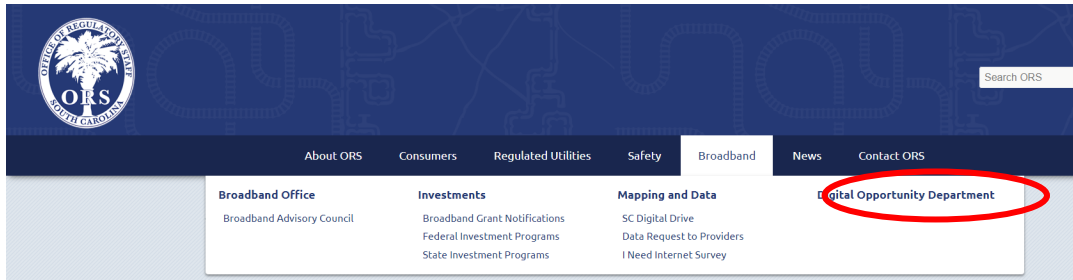 OFFICE OF REGULATORY STAFF
ORS
SOUTH CAROLINA
Search ORS
About ORS Consumers Regulated Utilities Safety Broadband News Contact ORS
Broadband Office Investments Mapping and Data Digital Opportunity Department
Broadband Advisory Council Broadband Grant Notifications SC Digital Drive
Federal Investment Programs Data Request to Providers
State Investment Programs I Need Internet Survey